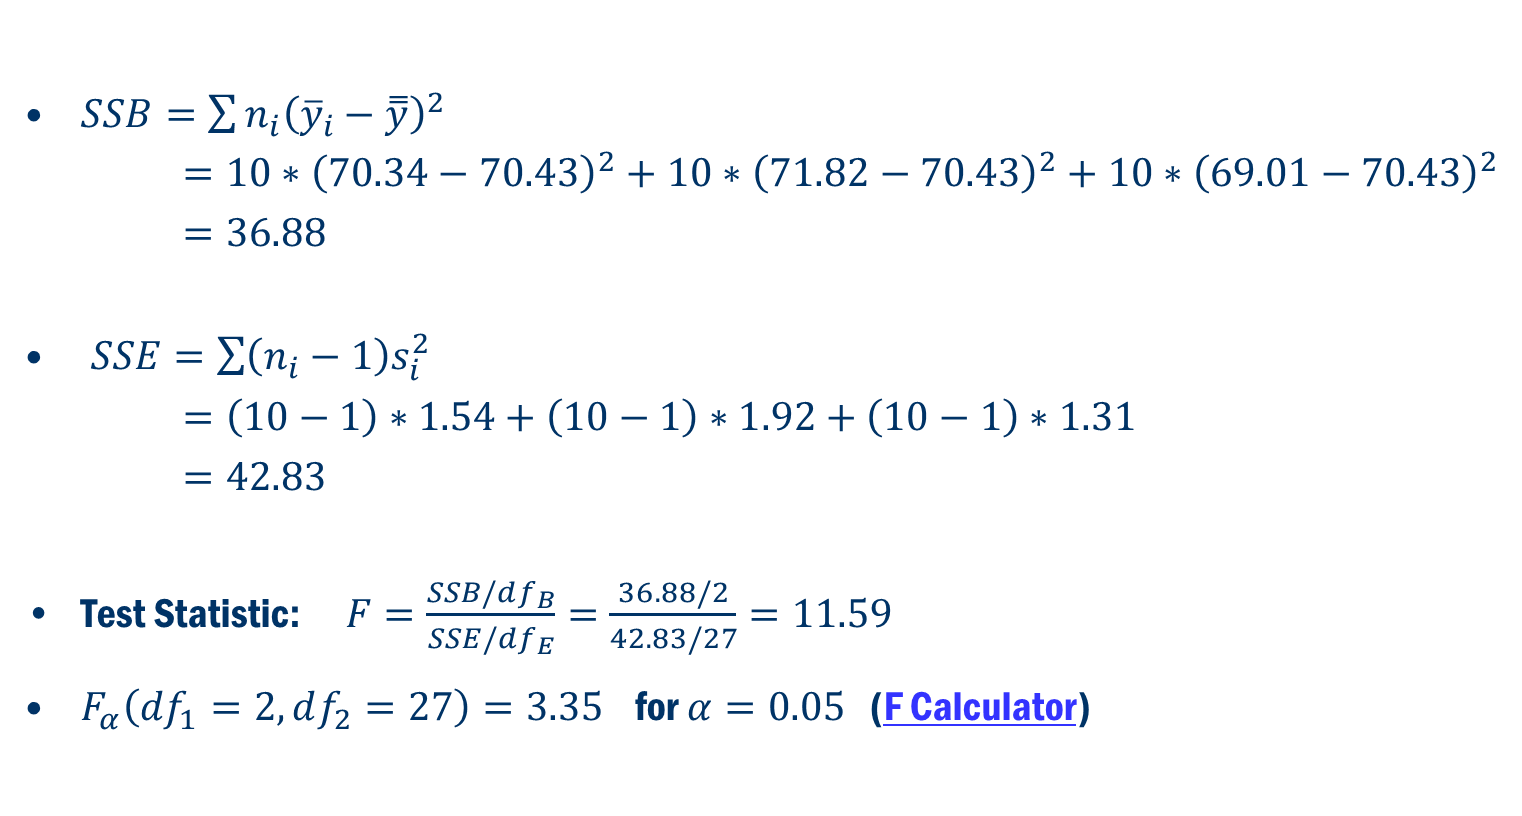 • SSB = ∑ nᵢ(ȳᵢ − y̿)²
= 10 ∗ (70.34 − 70.43)² + 10 ∗ (71.82 − 70.43)² + 10 ∗ (69.01 − 70.43)²
= 36.88
• SSE = ∑(nᵢ − 1)sᵢ²
= (10 − 1) ∗ 1.54 + (10 − 1) ∗ 1.92 + (10 − 1) ∗ 1.31
= 42.83
• Test Statistic: F = (SSB/df_B)/(SSE/df_E) = (36.88/2)/(42.83/27) = 11.59
• F_α(df₁ = 2, df₂ = 27) = 3.35 for α = 0.05 (F Calculator)